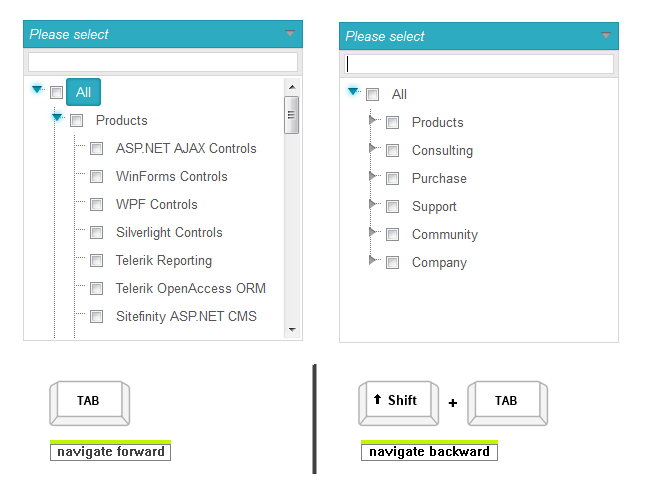 Please select
All
Products
ASP.NET AJAX Controls
WinForms Controls
WPF Controls
Silverlight Controls
Telerik Reporting
Telerik OpenAccess ORM
Sitefinity ASP.NET CMS
TAB
navigate forward
Please select
All
Products
Consulting
Purchase
Support
Community
Company
Shift + TAB
navigate backward